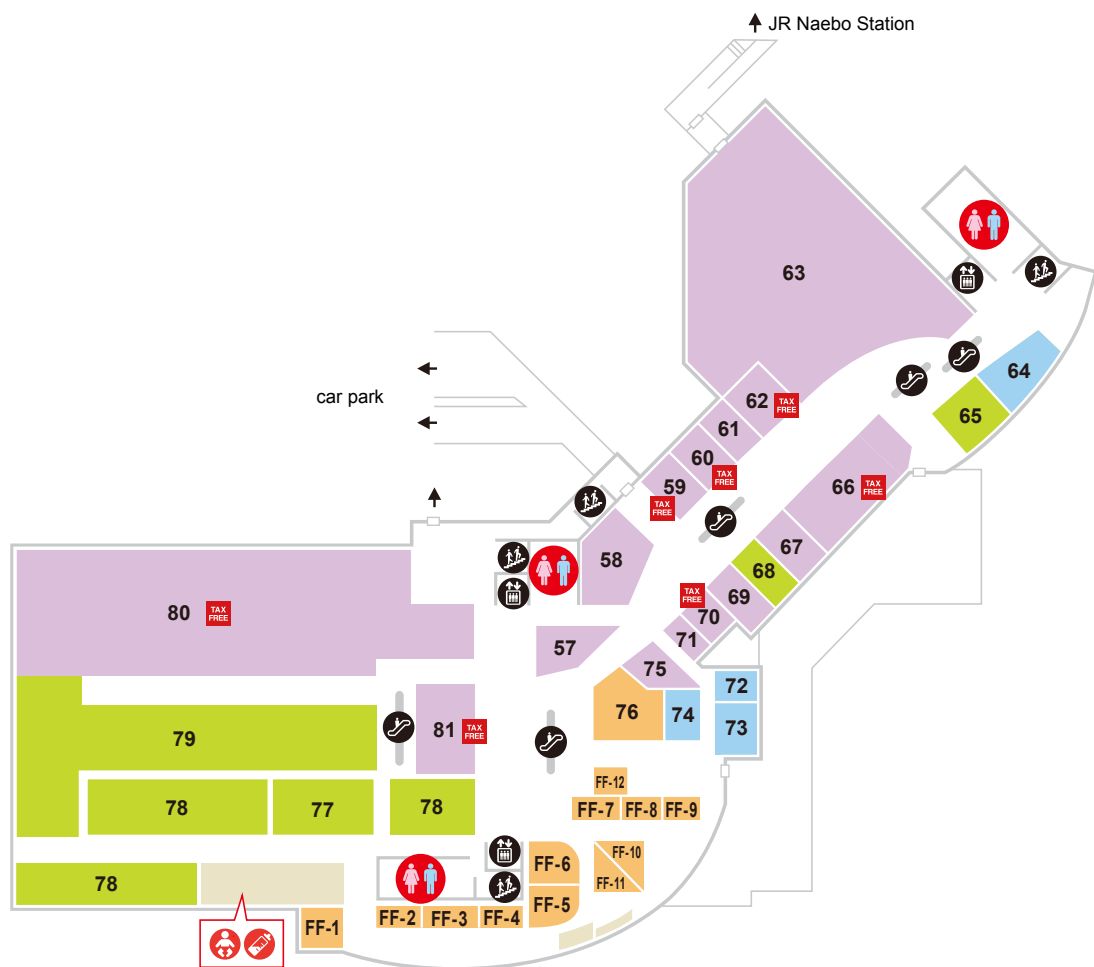 JR Naebo Station
63
64
62
TAX
FREE
65
car park
61
60
TAX
FREE
59
TAX
FREE
66
TAX
FREE
67
58
68
TAX
FREE
69
80
TAX
FREE
70
71
57
75
72
76
74
73
81
TAX
FREE
79
FF-12
78
77
78
FF-7
FF-8
FF-9
FF-6
FF-10
FF-11
78
FF-5
FF-1
FF-2
FF-3
FF-4